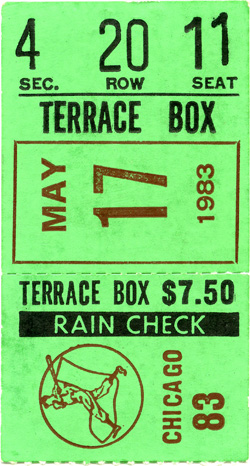 4 20 11
SEC. ROW SEAT
TERRACE BOX
MAY 17 1983
TERRACE BOX $7.50
RAIN CHECK
CHICAGO 83